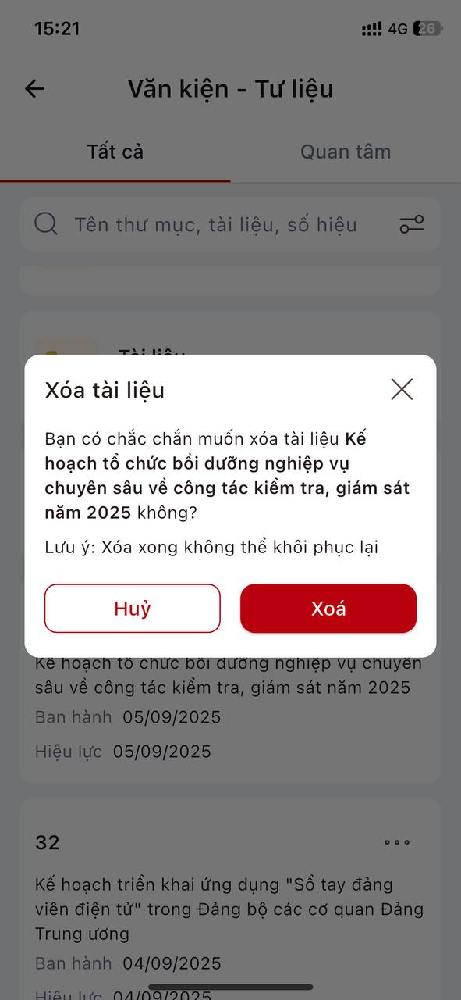 15:21
4G 26
Văn kiện - Tư liệu
Tất cả
Quan tâm
Tên thư mục, tài liệu, số hiệu
Tài liệu
Xóa tài liệu
Bạn có chắc chắn muốn xóa tài liệu Kế
hoạch tổ chức bồi dưỡng nghiệp vụ
chuyên sâu về công tác kiểm tra, giám sát
năm 2025 không?
Lưu ý: Xóa xong không thể khôi phục lại
Huỷ
Xoá
Kế hoạch tổ chức bồi dưỡng nghiệp vụ chuyên
sâu về công tác kiểm tra, giám sát năm 2025
Ban hành 05/09/2025
Hiệu lực 05/09/2025
32
Kế hoạch triển khai ứng dụng "Sổ tay đảng
viên điện tử" trong Đảng bộ các cơ quan Đảng
Trung ương
Ban hành 04/09/2025
Hiệu lực 04/09/2025